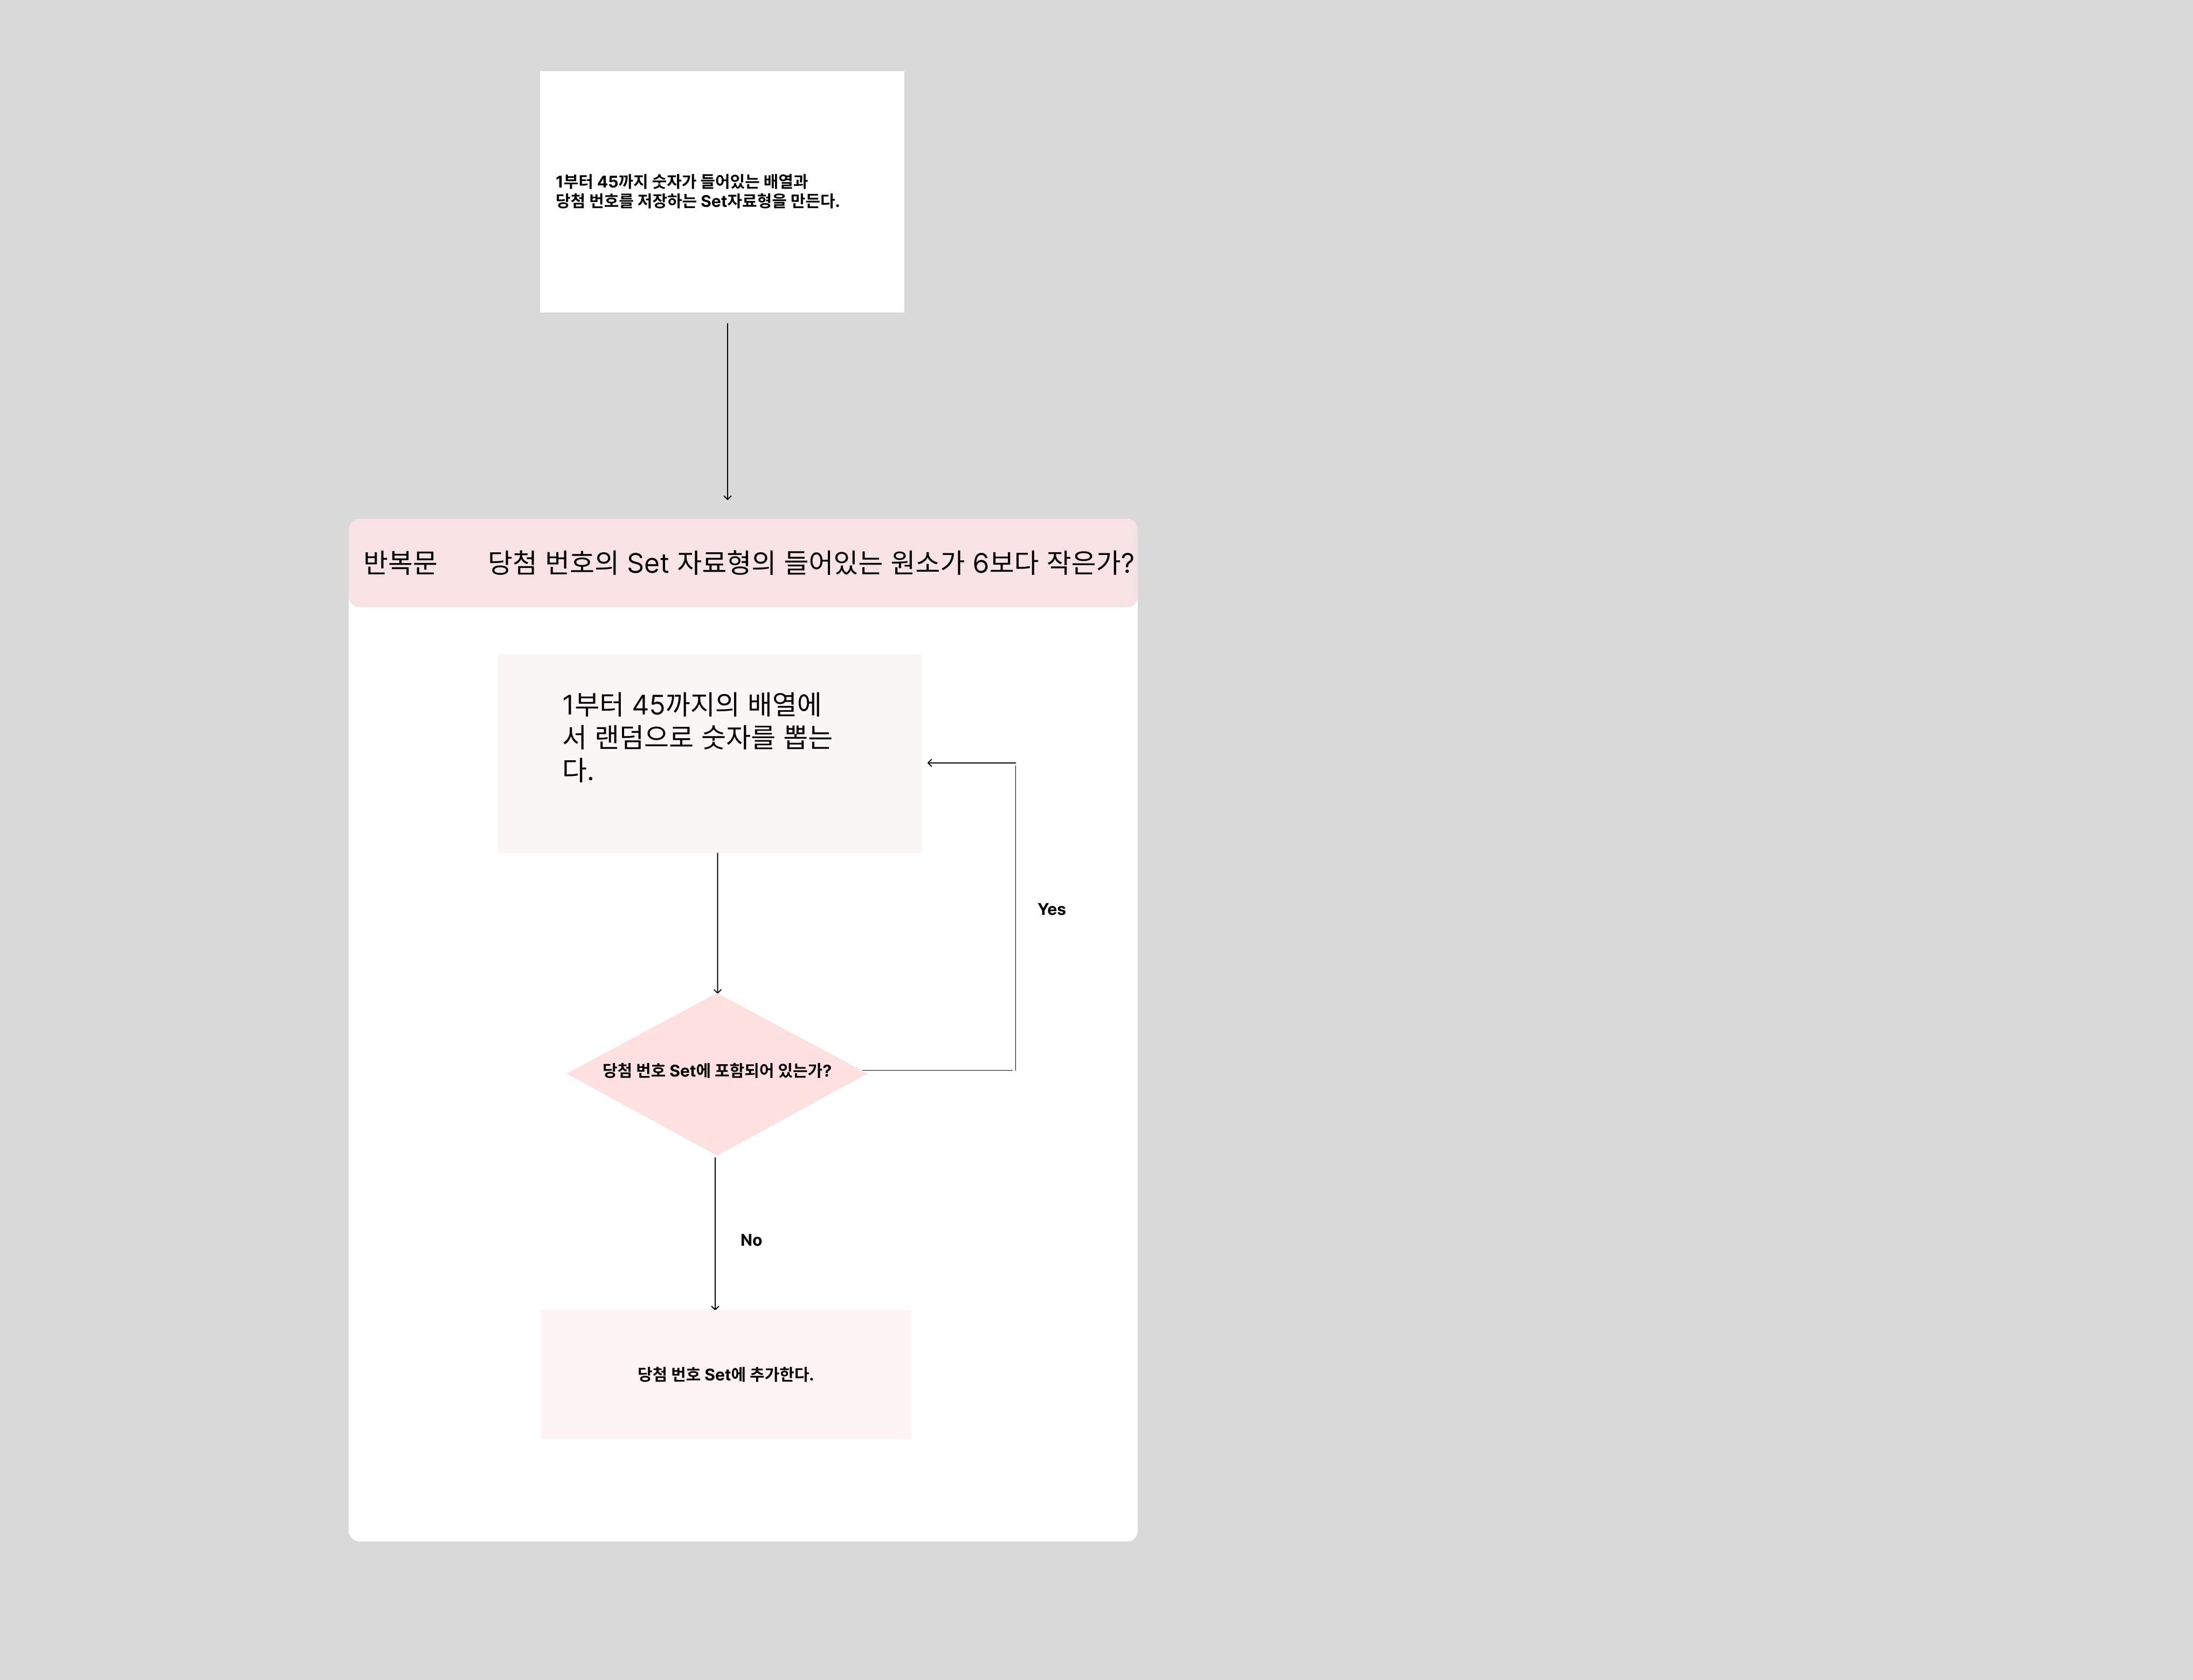 1부터 45까지 숫자가 들어있는 배열과
당첨 번호를 저장하는 Set자료형을 만든다.
반복문 당첨 번호의 Set 자료형의 들어있는 원소가 6보다 작은가?
1부터 45까지의 배열에
서 랜덤으로 숫자를 뽑는
다.
Yes
당첨 번호 Set에 포함되어 있는가?
No
당첨 번호 Set에 추가한다.